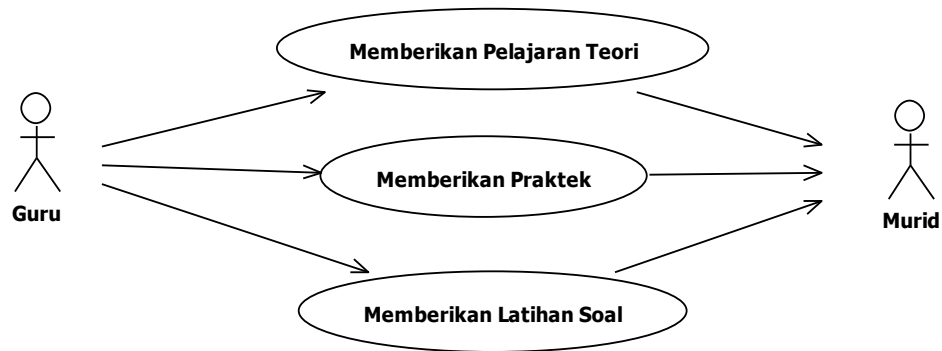 Memberikan Pelajaran Teori
Memberikan Praktek
Guru
Murid
Memberikan Latihan Soal